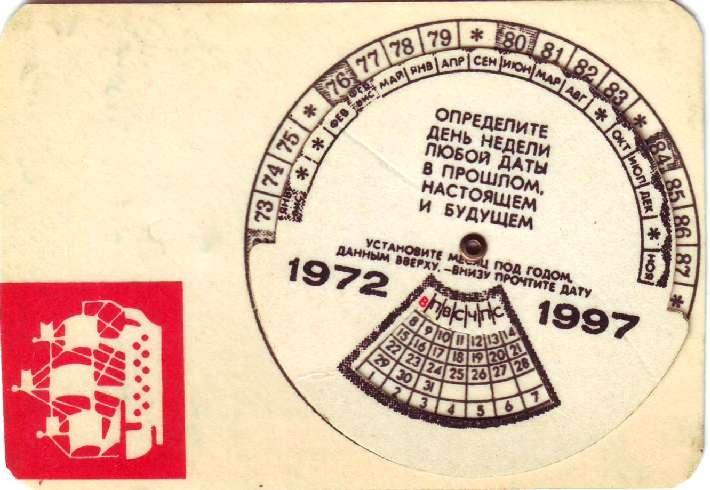 73 74 75 * 76 77 78 79 * 80 81 82 83 * 84 85 86 87 *
ЯНВ ВИС * * ФЕВ ФЕВ ВИС МАР ЯНВ АПР СЕН ИЮН МАР АВГ * ОКТ ИЮЛ ДЕК * НОЯ
ОПРЕДЕЛИТЕ
ДЕНЬ НЕДЕЛИ
ЛЮБОЙ ДАТЫ
В ПРОШЛОМ,
НАСТОЯЩЕМ
И БУДУЩЕМ
УСТАНОВИТЕ МЕСЯЦ ПОД ГОДОМ,
ДАННЫМ ВВЕРХУ, –ВНИЗУ ПРОЧТИТЕ ДАТУ
1972
1997
В П В С Ч П С
8 9 10 11 12 13 14
15 16 17 18 19 20 21
22 23 24 25 26 27 28
29 30 31
1 2 3 4 5 6 7